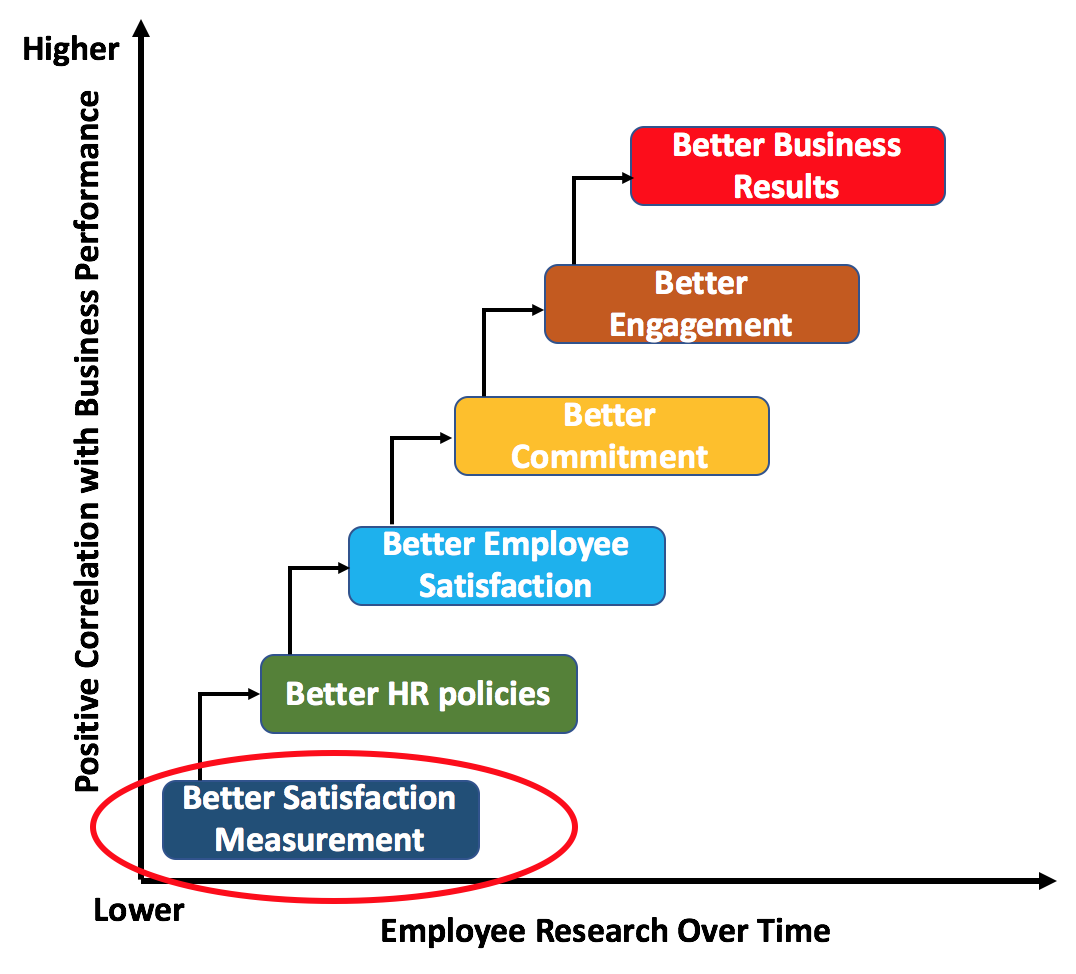 Higher
Positive Correlation with Business Performance
Better Business
Results
Better
Engagement
Better
Commitment
Better Employee
Satisfaction
Better HR policies
Better Satisfaction
Measurement
Lower
Employee Research Over Time